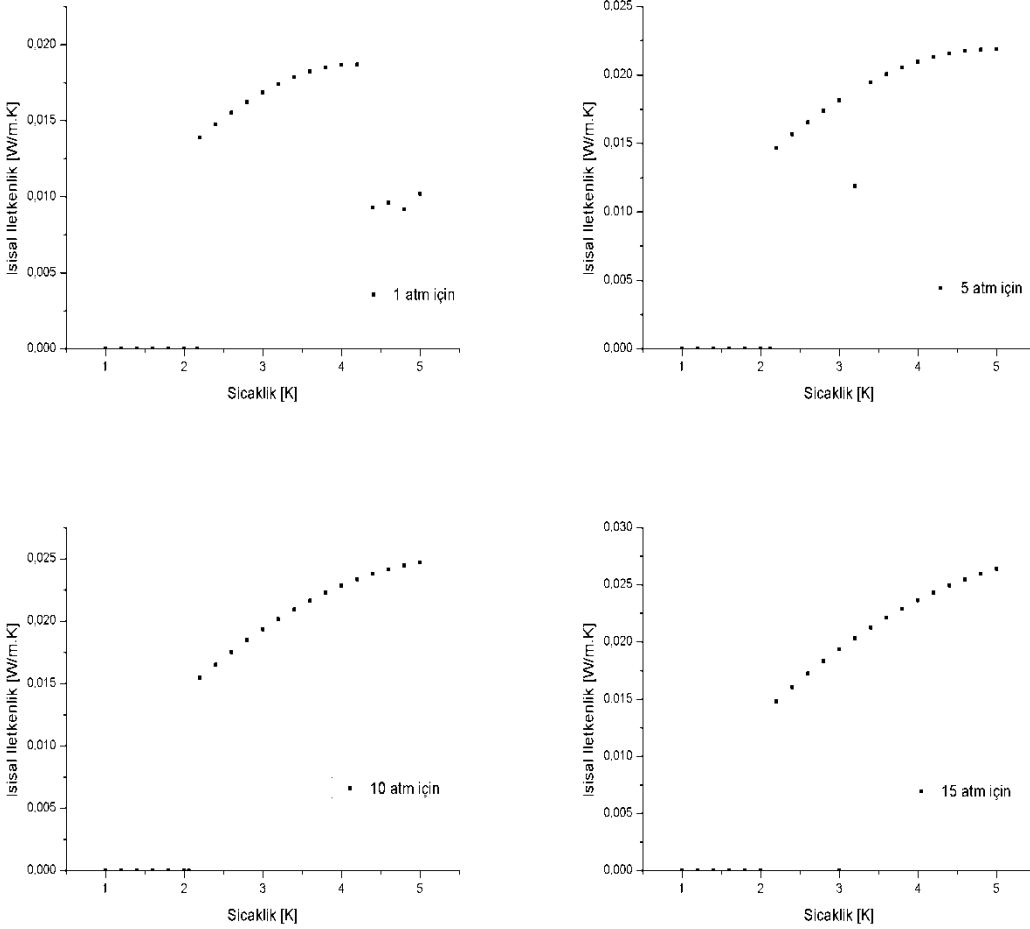 0,020
0,015
0,010
0,005
0,000
Isisal Iletkenlik [W/m.K]
1 atm için
1 2 3 4 5
Sicaklik [K]
0,025
0,020
0,015
0,010
0,005
0,000
Isisal Iletkenlik [W/m.K]
5 atm için
1 2 3 4 5
Sicaklik [K]
0,025
0,020
0,015
0,010
0,005
0,000
Isisal Iletkenlik [W/m.K]
10 atm için
1 2 3 4 5
Sicaklik [K]
0,030
0,025
0,020
0,015
0,010
0,005
0,000
Isisal Iletkenlik [W/m.K]
15 atm için
1 2 3 4 5
Sicaklik [K]